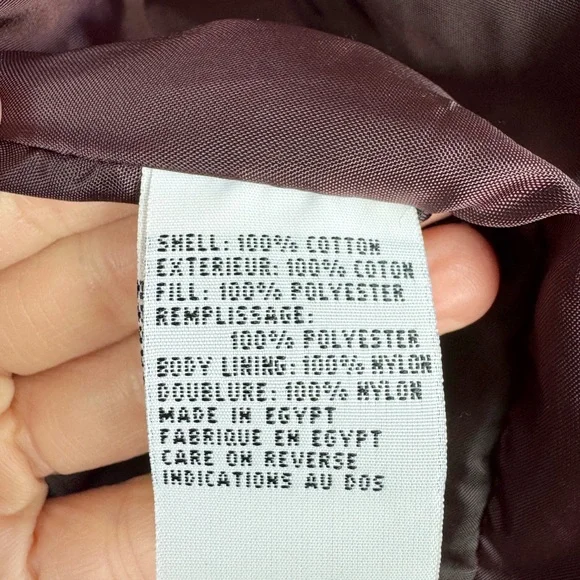 SHELL: 100% COTTON
EXTERIEUR: 100% COTON
FILL: 100% POLYESTER
REMPLISSAGE:
100% POLYESTER
BODY LINING: 100% NYLON
DOUBLURE: 100% NYLON
MADE IN EGYPT
FABRIQUE EN EGYPT
CARE ON REVERSE
INDICATIONS AU DOS